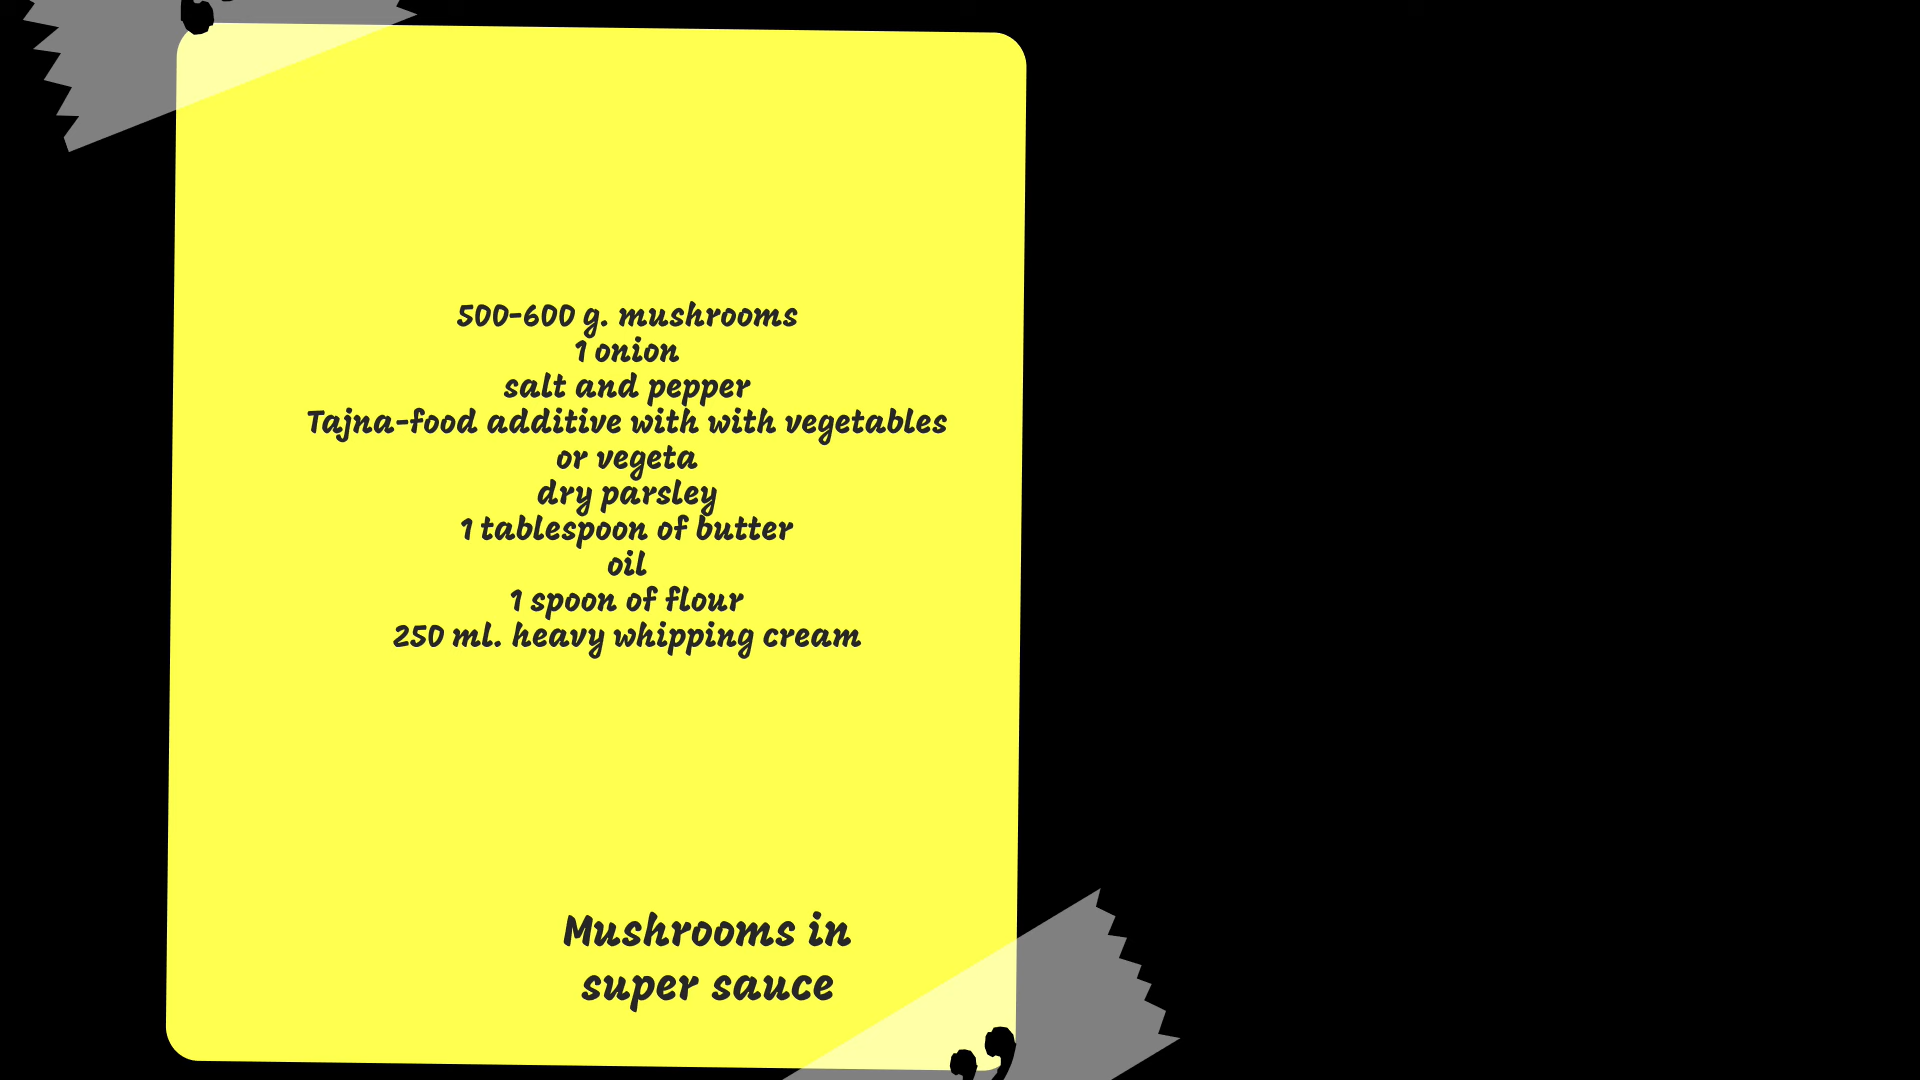 500-600 g. mushrooms
1 onion
salt and pepper
Tajna-food additive with with vegetables
or vegeta
dry parsley
1 tablespoon of butter
oil
1 spoon of flour
250 ml. heavy whipping cream
Mushrooms in
super sauce